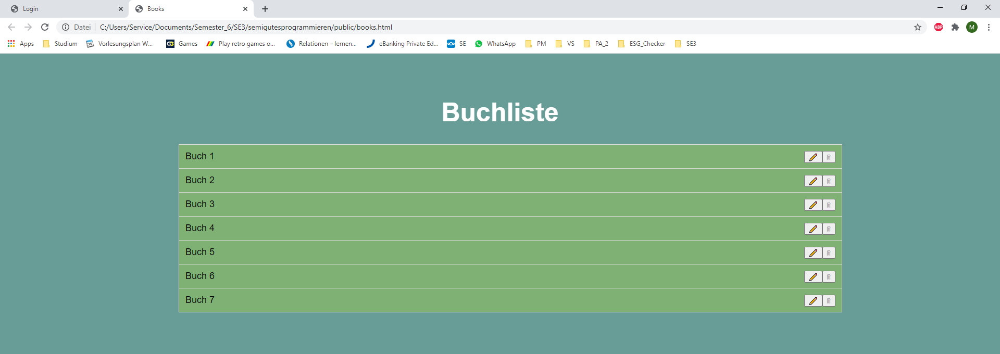 Login
Books
Datei
C:/Users/Service/Documents/Semester_6/SE3/semigutesprogrammieren/public/books.html
ABP
M
Apps
Studium
15
Vorlesungsplan W...
Games
Play retro games o...
Relationen – lernen...
eBanking Private Ed...
SE
WhatsApp
PM
VS
PA_2
ESG_Checker
SE3
Buchliste
Buch 1
Buch 2
Buch 3
Buch 4
Buch 5
Buch 6
Buch 7